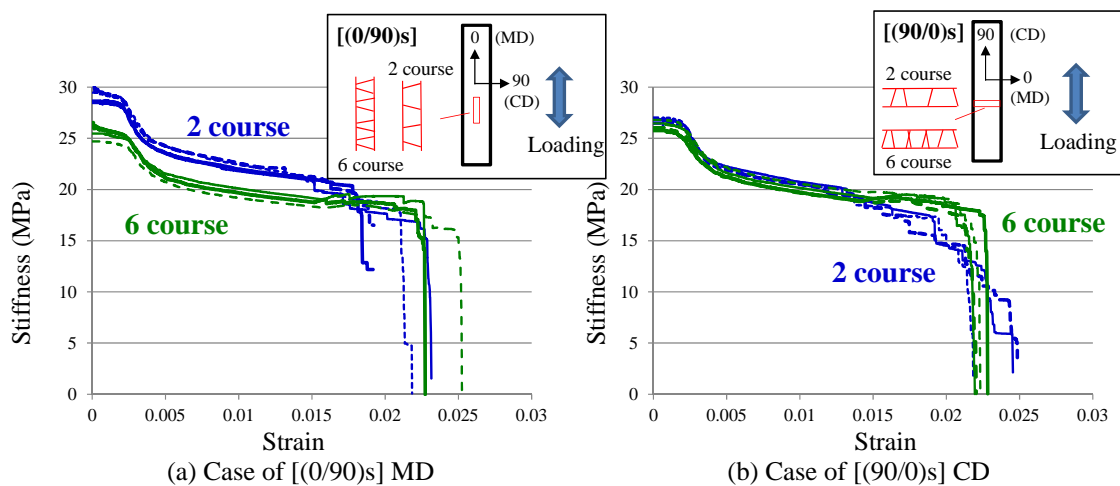 [(0/90)s]
0 (MD)
2 course
90
(CD)
6 course
Loading
2 course
6 course
30
25
20
15
10
5
0
Stiffness (MPa)
0 0.005 0.01 0.015 0.02 0.025 0.03
Strain
(a) Case of [(0/90)s] MD
[(90/0)s]
90 (CD)
2 course
0
(MD)
6 course
Loading
6 course
2 course
30
25
20
15
10
5
0
Stiffness (MPa)
0 0.005 0.01 0.015 0.02 0.025 0.03
Strain
(b) Case of [(90/0)s] CD